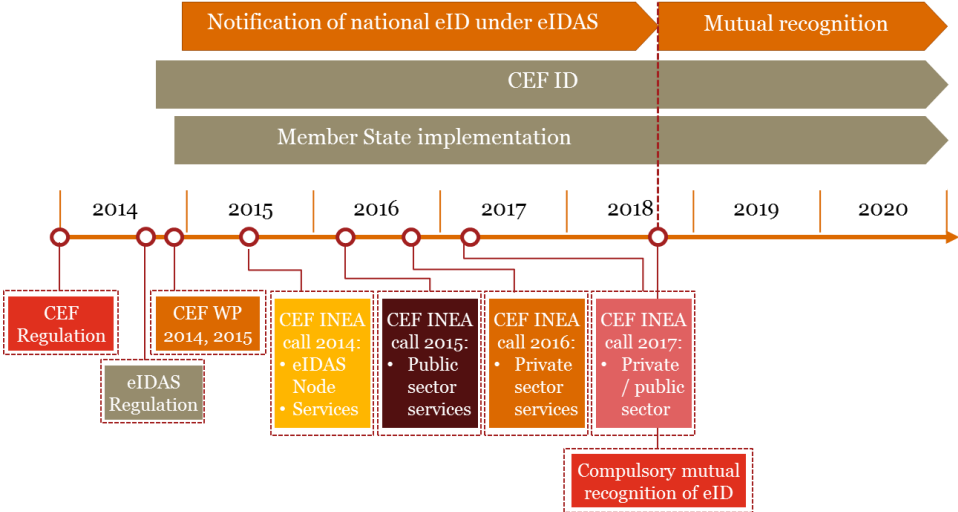 Notification of national eID under eIDAS
Mutual recognition
CEF ID
Member State implementation
2014
2015
2016
2017
2018
2019
2020
CEF
Regulation
eIDAS
Regulation
CEF WP
2014, 2015
CEF INEA
call 2014:
• eIDAS
Node
• Services
CEF INEA
call 2015:
• Public
sector
services
CEF INEA
call 2016:
• Private
sector
services
CEF INEA
call 2017:
• Private
/ public
sector
Compulsory mutual
recognition of eID